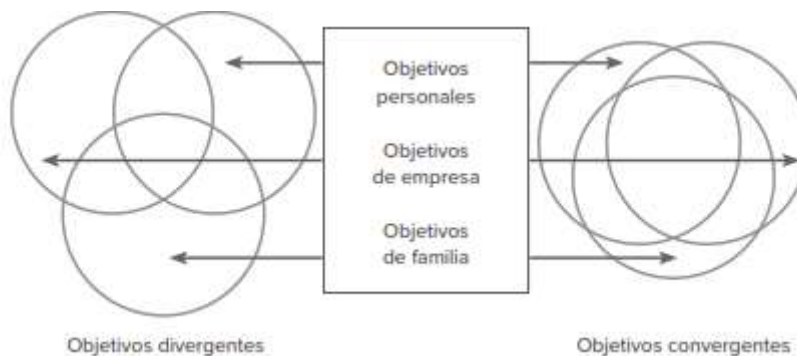 Objetivos
personales
Objetivos
de empresa
Objetivos
de familia
Objetivos divergentes
Objetivos convergentes